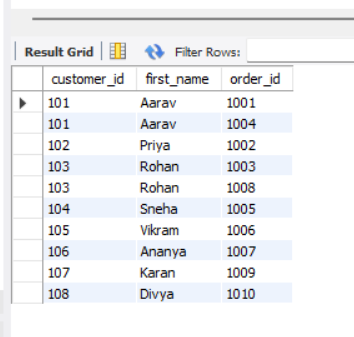 Result Grid Filter Rows:
customer_id first_name order_id
101 Aarav 1001
101 Aarav 1004
102 Priya 1002
103 Rohan 1003
103 Rohan 1008
104 Sneha 1005
105 Vikram 1006
106 Ananya 1007
107 Karan 1009
108 Divya 1010